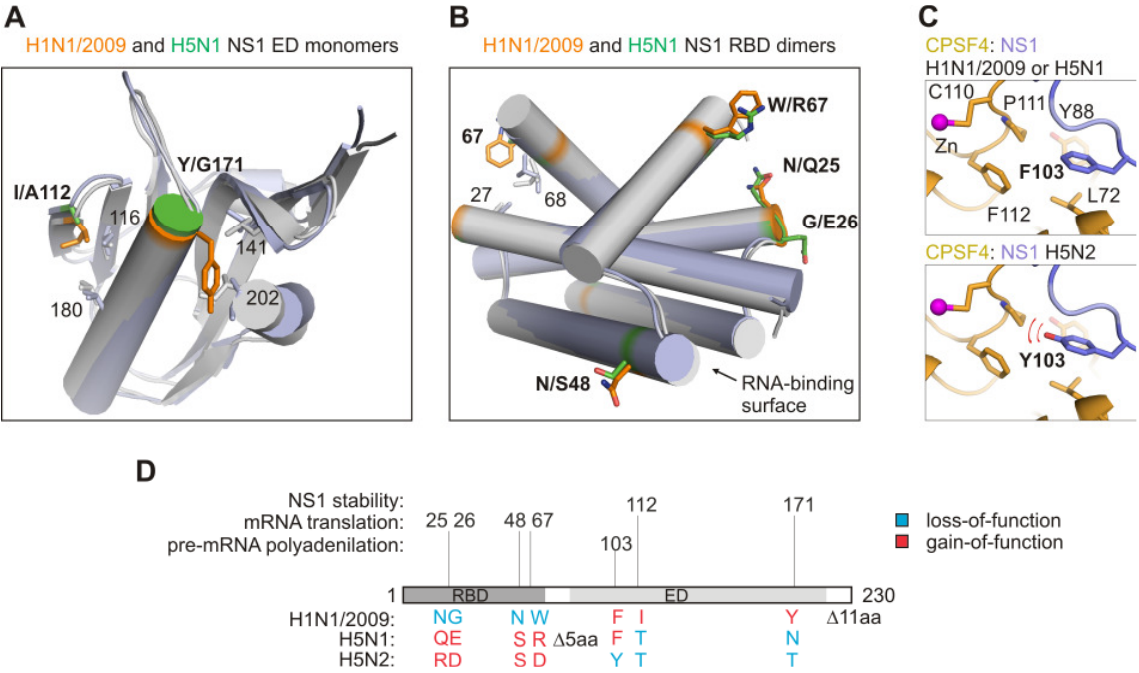 A
H1N1/2009 and H5N1 NS1 ED monomers
Y/G171
I/A112
116
141
180
202
B
H1N1/2009 and H5N1 NS1 RBD dimers
W/R67
67
N/Q25
27
68
G/E26
N/S48
RNA-binding
surface
C
CPSF4: NS1
H1N1/2009 or H5N1
C110
P111
Y88
Zn
F103
L72
F112
CPSF4: NS1 H5N2
Y103
D
NS1 stability:
mRNA translation:
pre-mRNA polyadenilation:
25 26
48 67
103
112
171
loss-of-function
gain-of-function
1 RBD ED 230
H1N1/2009: NG N W F I Y Δ11aa
H5N1: QE S R Δ5aa F T N
H5N2: RD S D Y T T